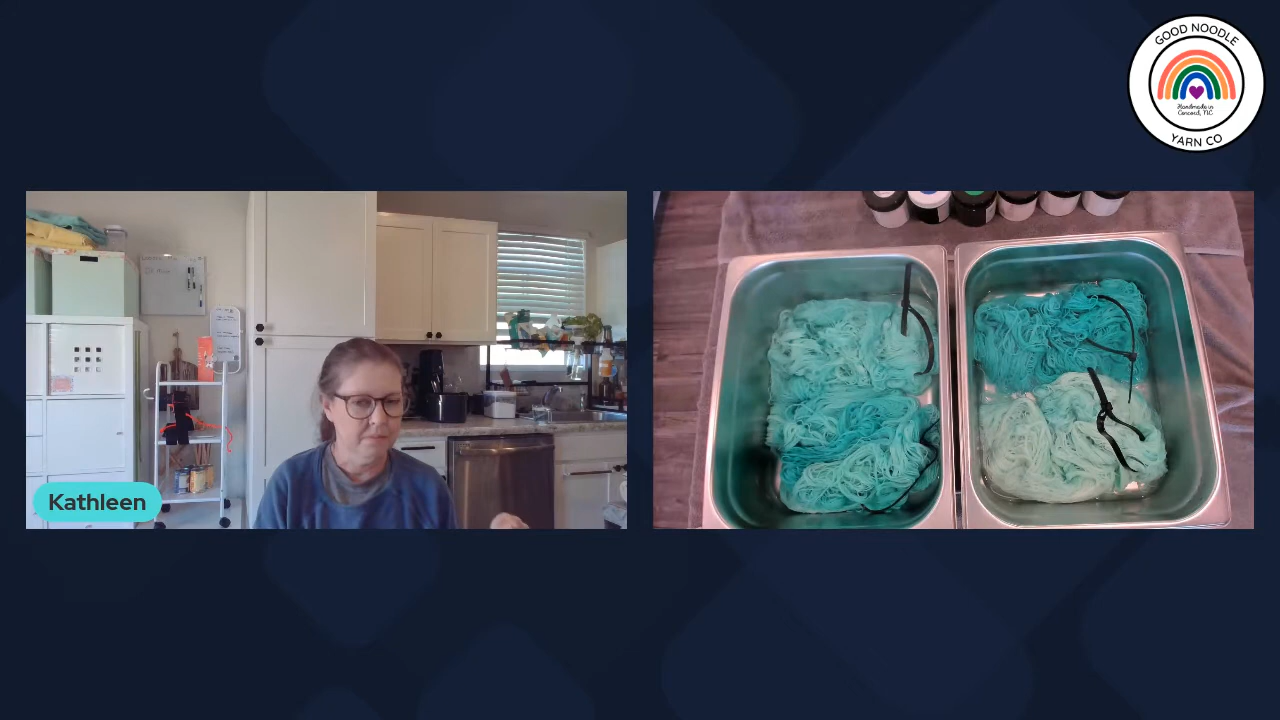 GOOD NOODLE
Handmade in
Concord, NC
YARN CO
Kathleen